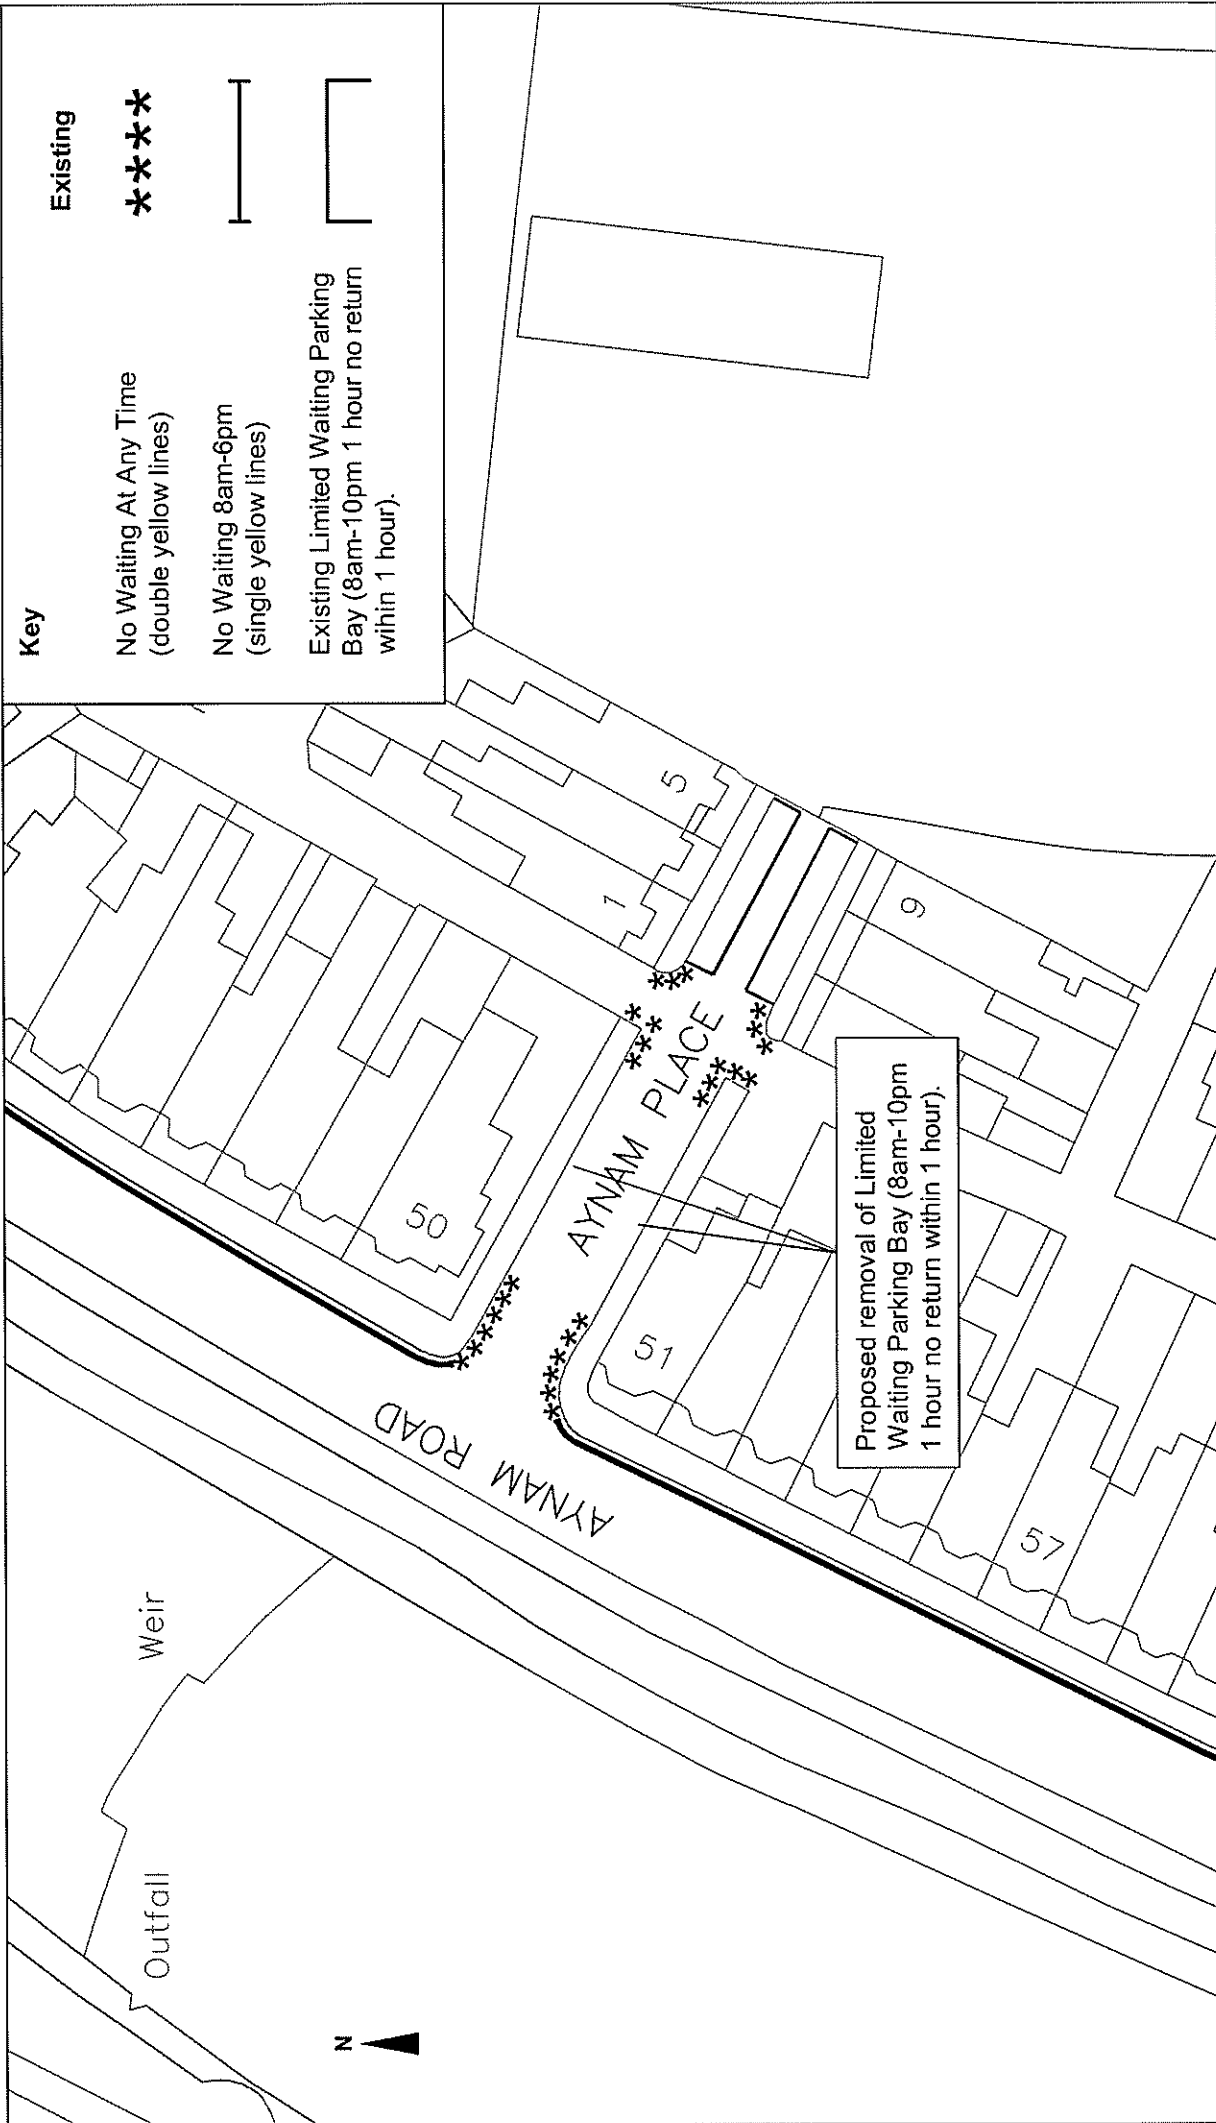 Key
Existing
No Waiting At Any Time
(double yellow lines)
****
No Waiting 8am-6pm
(single yellow lines)
Existing Limited Waiting Parking
Bay (8am-10pm 1 hour no return
wihin 1 hour).
Weir
Outfall
N
AYNAM ROAD
AYNAM PLACE
50
51
57
1
5
9
Proposed removal of Limited
Waiting Parking Bay (8am-10pm
1 hour no return within 1 hour).